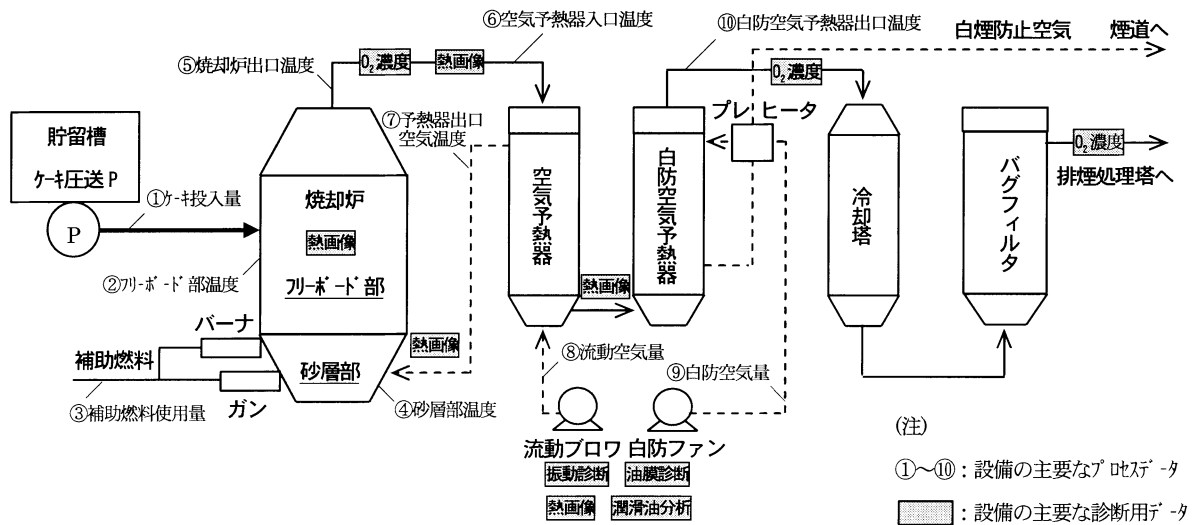 ⑥空気予熱器入口温度
⑩白防空気予熱器出口温度
白煙防止空気 煙道へ
⑤焼却炉出口温度
O₂濃度
熱画像
O₂濃度
⑦予熱器出口
空気温度
プレヒータ
貯留槽
ケーキ圧送P
P
①ケーキ投入量
焼却炉
熱画像
フリーボード部
②フリーボード部温度
空気予熱器
白防空気予熱器
冷却塔
バグフィルタ
O₂濃度
排煙処理塔へ
熱画像
バーナ
補助燃料
③補助燃料使用量
ガン
砂層部
熱画像
④砂層部温度
⑧流動空気量
⑨白防空気量
流動ブロワ
白防ファン
振動診断
油膜診断
熱画像
潤滑油分析
(注)
①～⑩：設備の主要なプロセスデータ
：設備の主要な診断用データ